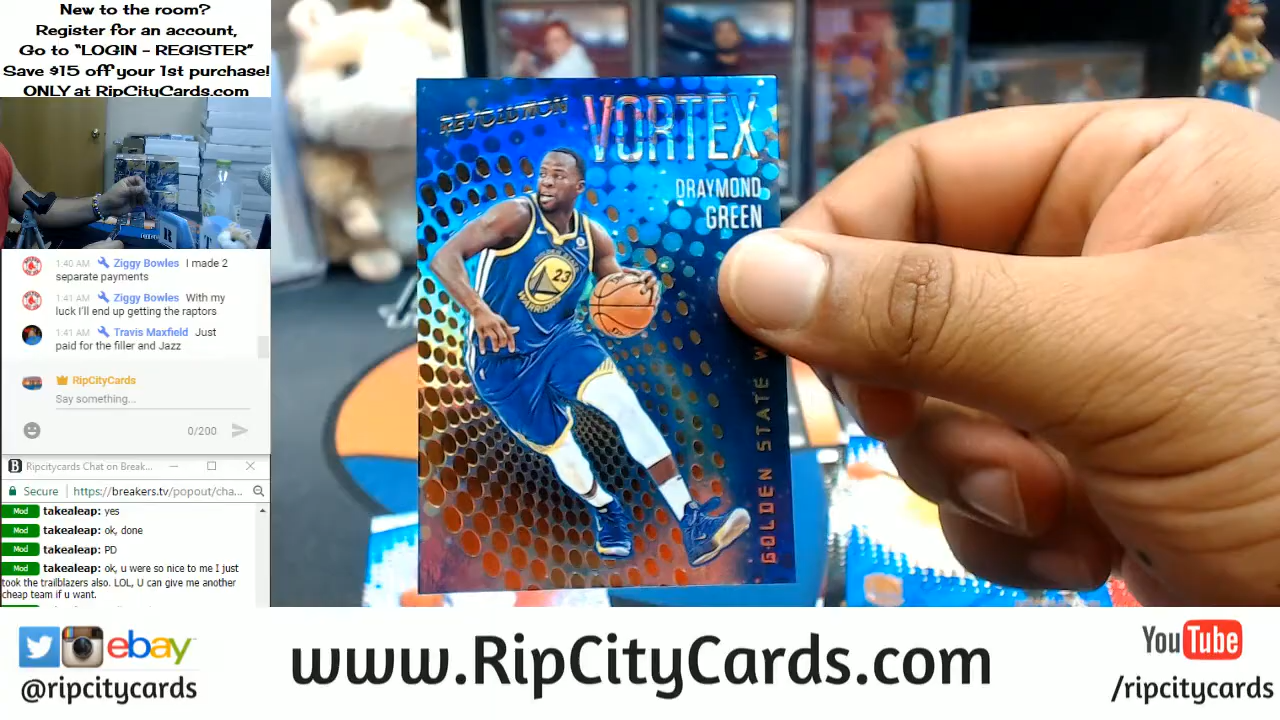 New to the room?
Register for an account,
Go to "LOGIN - REGISTER"
Save $15 off your 1st purchase!
ONLY at RipCityCards.com
1:40 AM Ziggy Bowles I made 2
separate payments
1:41 AM Ziggy Bowles With my
luck I'll end up getting the raptors
1:41 AM Travis Maxfield Just
paid for the filler and Jazz
RipCityCards
Say something...
0/200
Ripcitycards Chat on Break...
Secure https://breakers.tv/popout/cha...
Mod takealeap: yes
Mod takealeap: ok, done
Mod takealeap: PD
Mod takealeap: ok, u were so nice to me I just
took the trailblazers also. LOL, U can give me another
cheap team if u want.
REVOLUTION
VORTEX
DRAYMOND
GREEN
GOLDEN STATE
23
WARRIORS
ebay
@ripcitycards
www.RipCityCards.com
YouTube
/ripcitycards